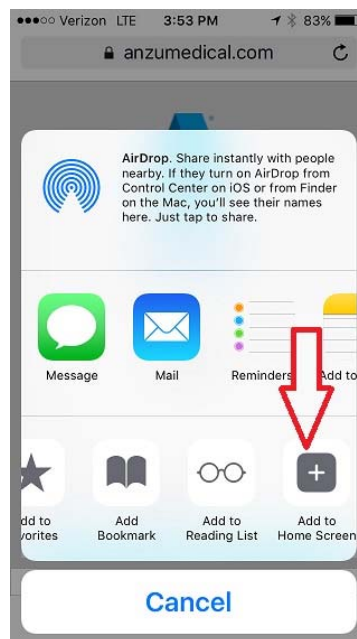 Verizon LTE 3:53 PM 83%
anzumedical.com
AirDrop. Share instantly with people
nearby. If they turn on AirDrop from
Control Center on iOS or from Finder
on the Mac, you'll see their names
here. Just tap to share.
Message Mail Reminders Add to
dd to Add Add to Add to
vorites Bookmark Reading List Home Screen
Cancel